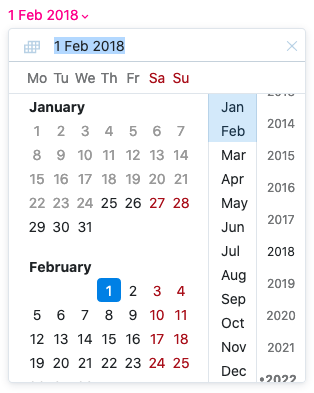 1 Feb 2018
1 Feb 2018
Mo Tu We Th Fr Sa Su
January
1 2 3 4 5 6 7
8 9 10 11 12 13 14
15 16 17 18 19 20 21
22 23 24 25 26 27 28
29 30 31
February
1 2 3 4
5 6 7 8 9 10 11
12 13 14 15 16 17 18
19 20 21 22 23 24 25
Jan
Feb
Mar
Apr
May
Jun
Jul
Aug
Sep
Oct
Nov
Dec
2014
2015
2016
2017
2018
2019
2020
2021
•2022